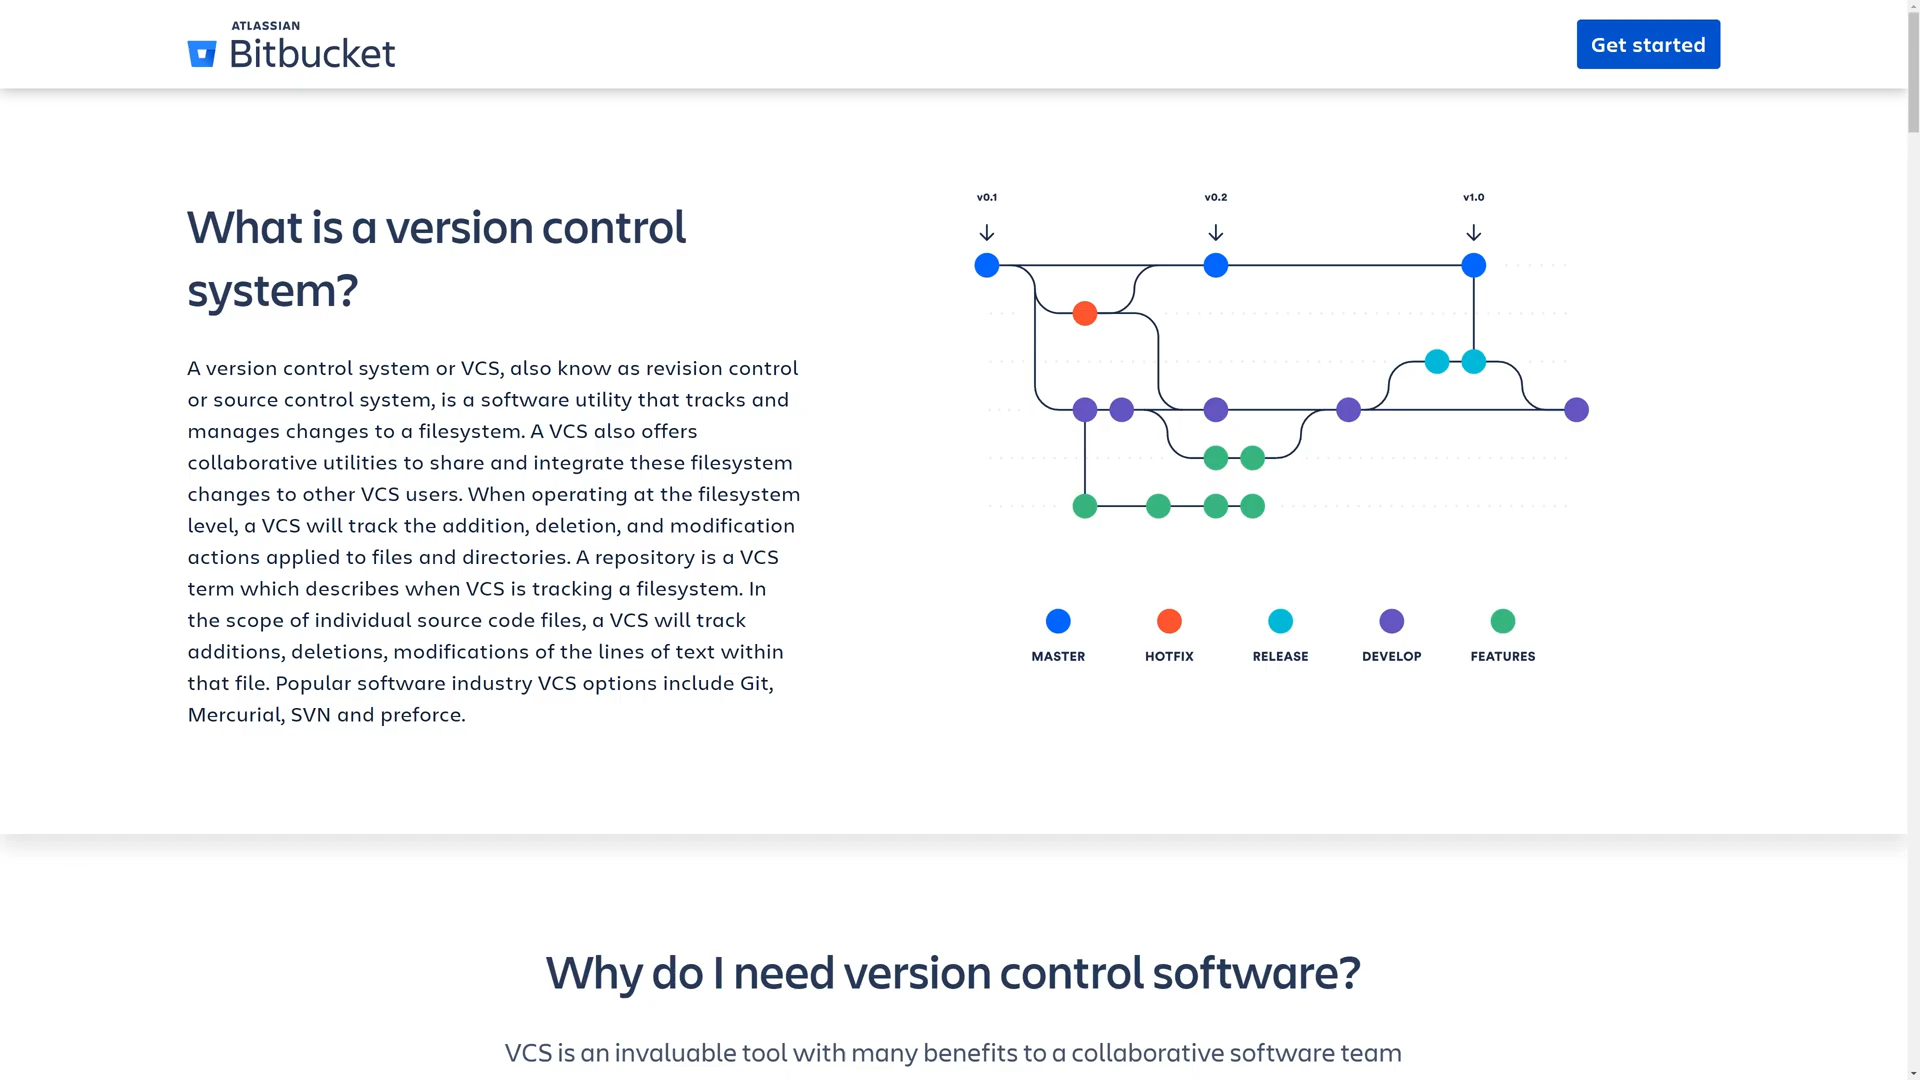 ATLASSIAN
Bitbucket
Get started
What is a version control
system?
A version control system or VCS, also know as revision control
or source control system, is a software utility that tracks and
manages changes to a filesystem. A VCS also offers
collaborative utilities to share and integrate these filesystem
changes to other VCS users. When operating at the filesystem
level, a VCS will track the addition, deletion, and modification
actions applied to files and directories. A repository is a VCS
term which describes when VCS is tracking a filesystem. In
the scope of individual source code files, a VCS will track
additions, deletions, modifications of the lines of text within
that file. Popular software industry VCS options include Git,
Mercurial, SVN and preforce.
v0.1 v0.2 v1.0
MASTER HOTFIX RELEASE DEVELOP FEATURES
Why do I need version control software?
VCS is an invaluable tool with many benefits to a collaborative software team